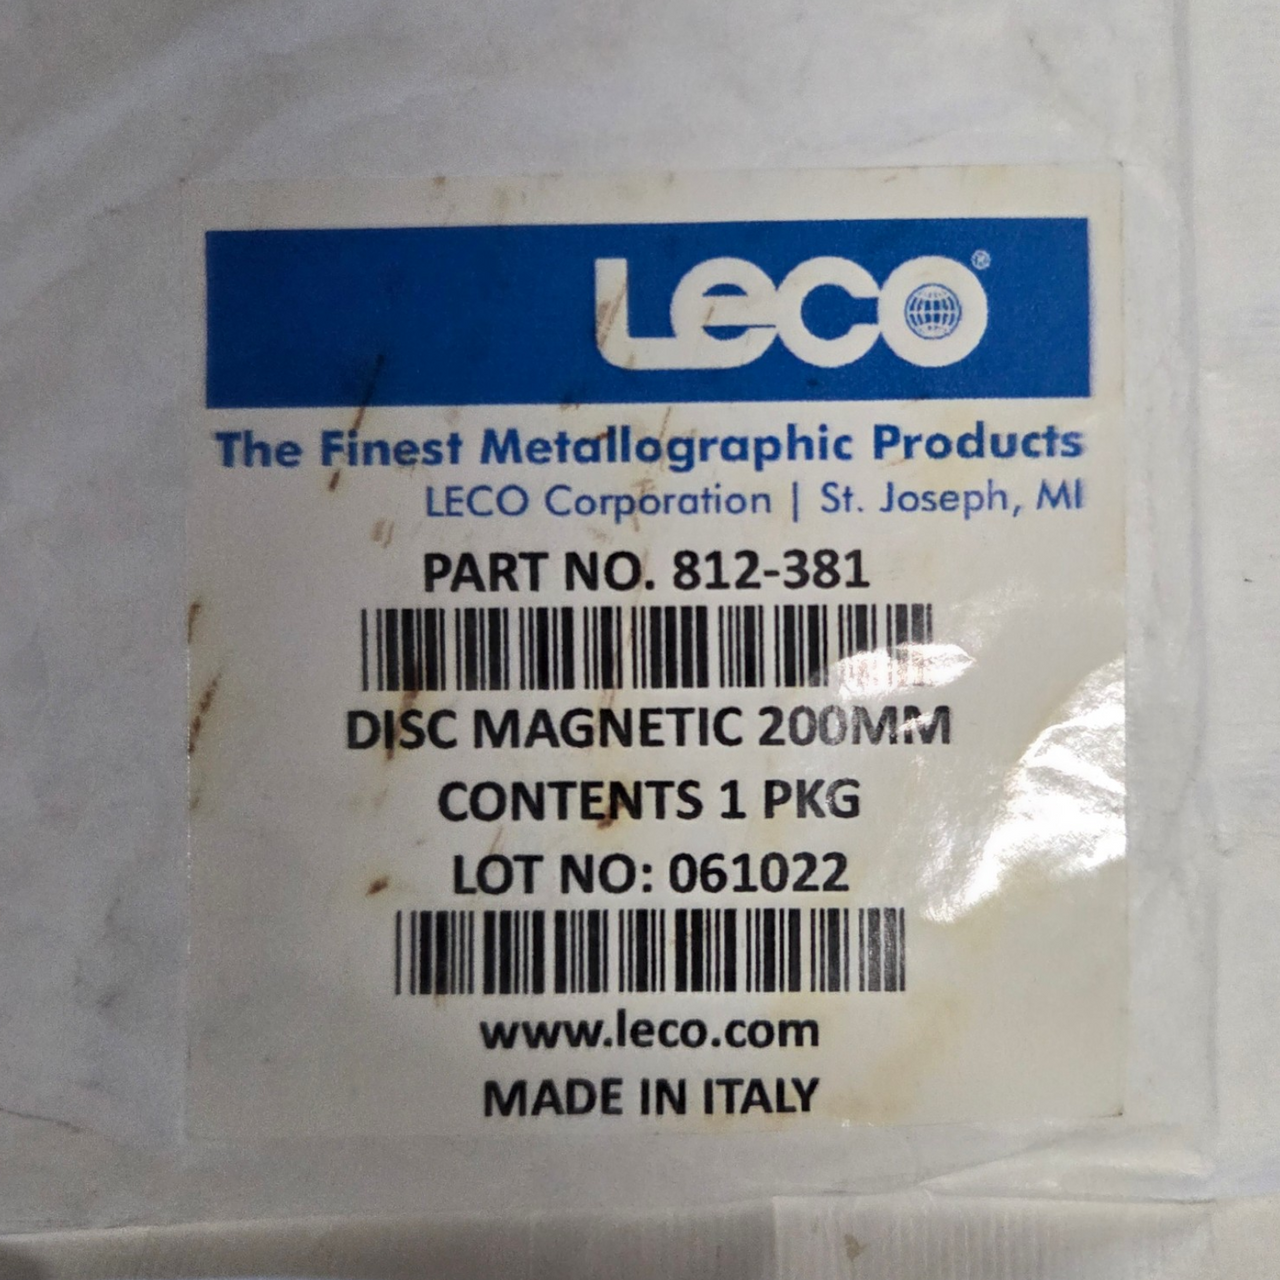 LECO®
The Finest Metallographic Products
LECO Corporation | St. Joseph, MI
PART NO. 812-381
DISC MAGNETIC 200MM
CONTENTS 1 PKG
LOT NO: 061022
www.leco.com
MADE IN ITALY